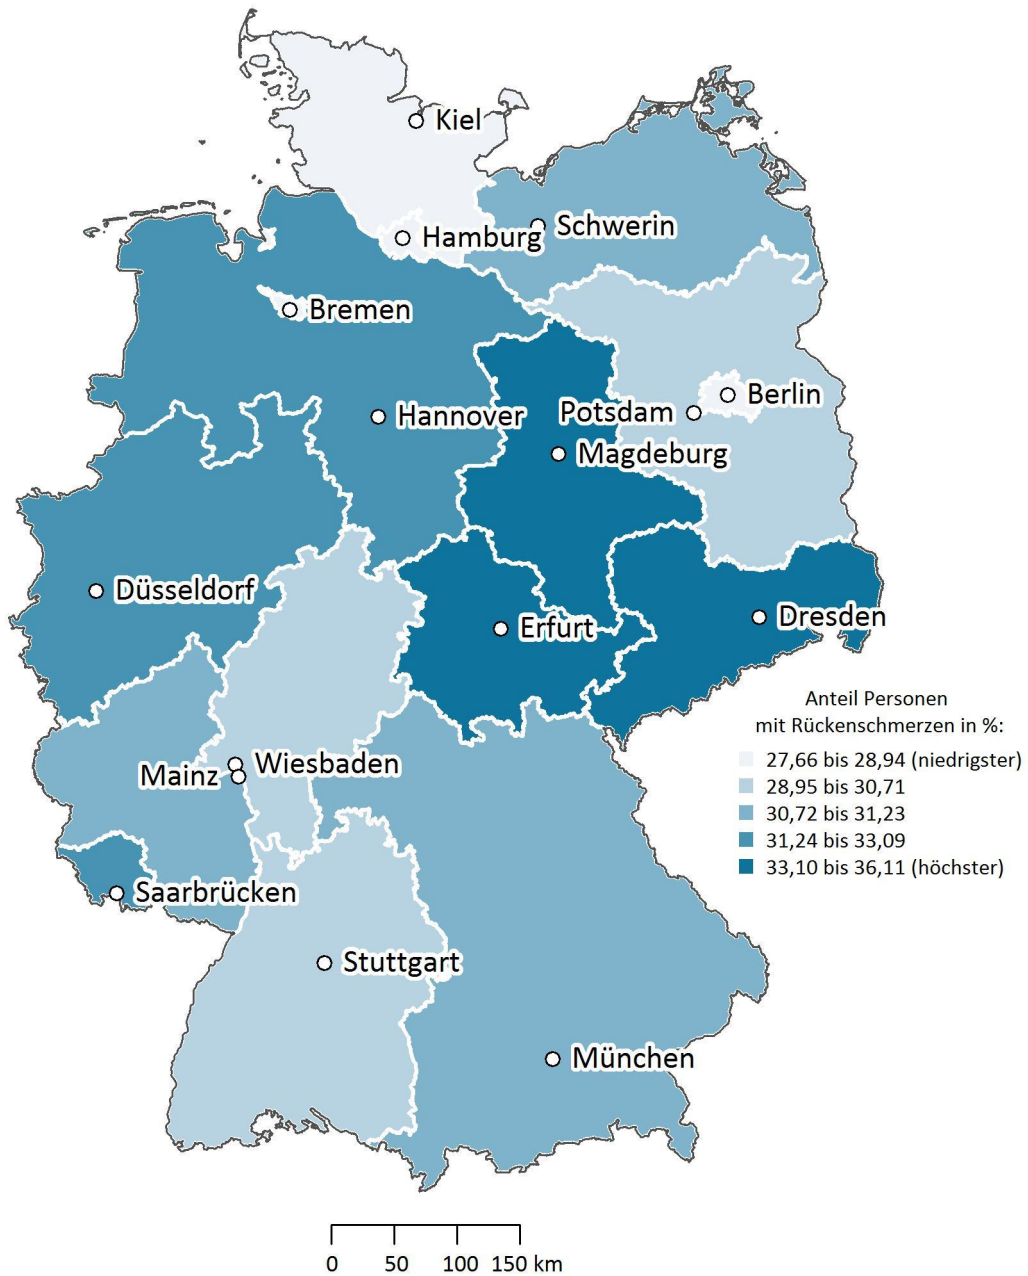 Kiel
Schwerin
Hamburg
Bremen
Berlin
Hannover
Potsdam
Magdeburg
Düsseldorf
Dresden
Erfurt
Anteil Personen
mit Rückenschmerzen in %:
27,66 bis 28,94 (niedrigster)
28,95 bis 30,71
30,72 bis 31,23
31,24 bis 33,09
33,10 bis 36,11 (höchster)
Wiesbaden
Mainz
Saarbrücken
Stuttgart
München
0 50 100 150 km